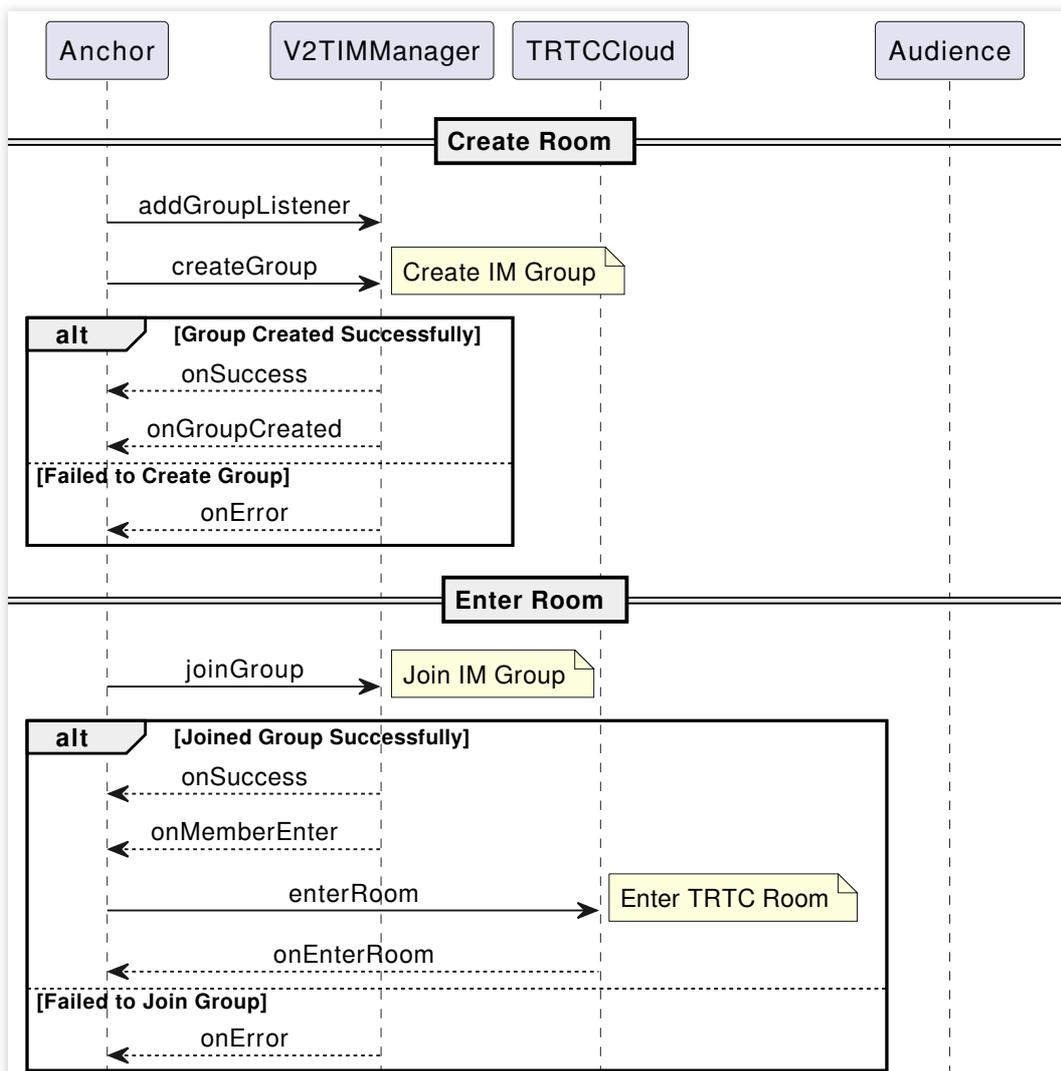 Anchor
V2TIMManager
TRTCCloud
Audience
Create Room
addGroupListener
createGroup
Create IM Group
alt
[Group Created Successfully]
onSuccess
onGroupCreated
[Failed to Create Group]
onError
Enter Room
joinGroup
Join IM Group
alt
[Joined Group Successfully]
onSuccess
onMemberEnter
enterRoom
Enter TRTC Room
onEnterRoom
[Failed to Join Group]
onError